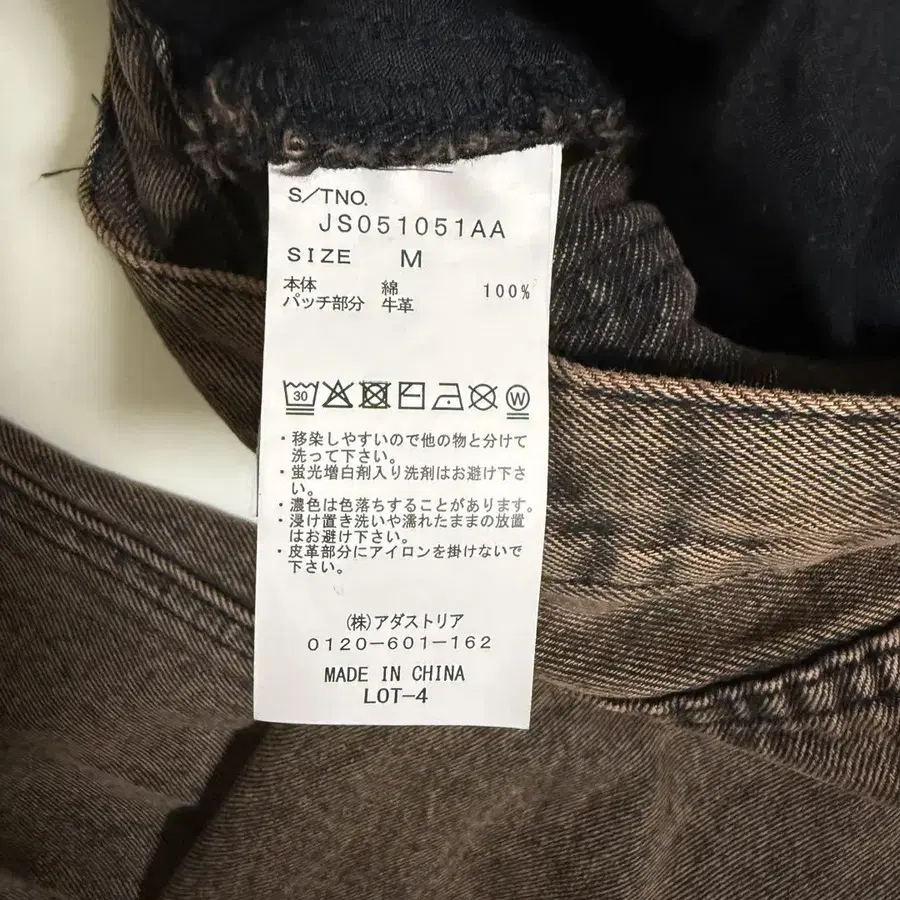 S/TNO.
JS051051AA
SIZE M
本体 綿 100%
パッチ部分 牛革
30 W
・移染しやすいので他の物と分けて
洗って下さい。
・蛍光増白剤入り洗剤はお避け下さ
い。
・濃色は色落ちすることがあります。
・浸け置き洗いや濡れたままの放置
はお避け下さい。
・皮革部分にアイロンを掛けないで
下さい。
(株)アダストリア
0120-601-162
MADE IN CHINA
LOT-4